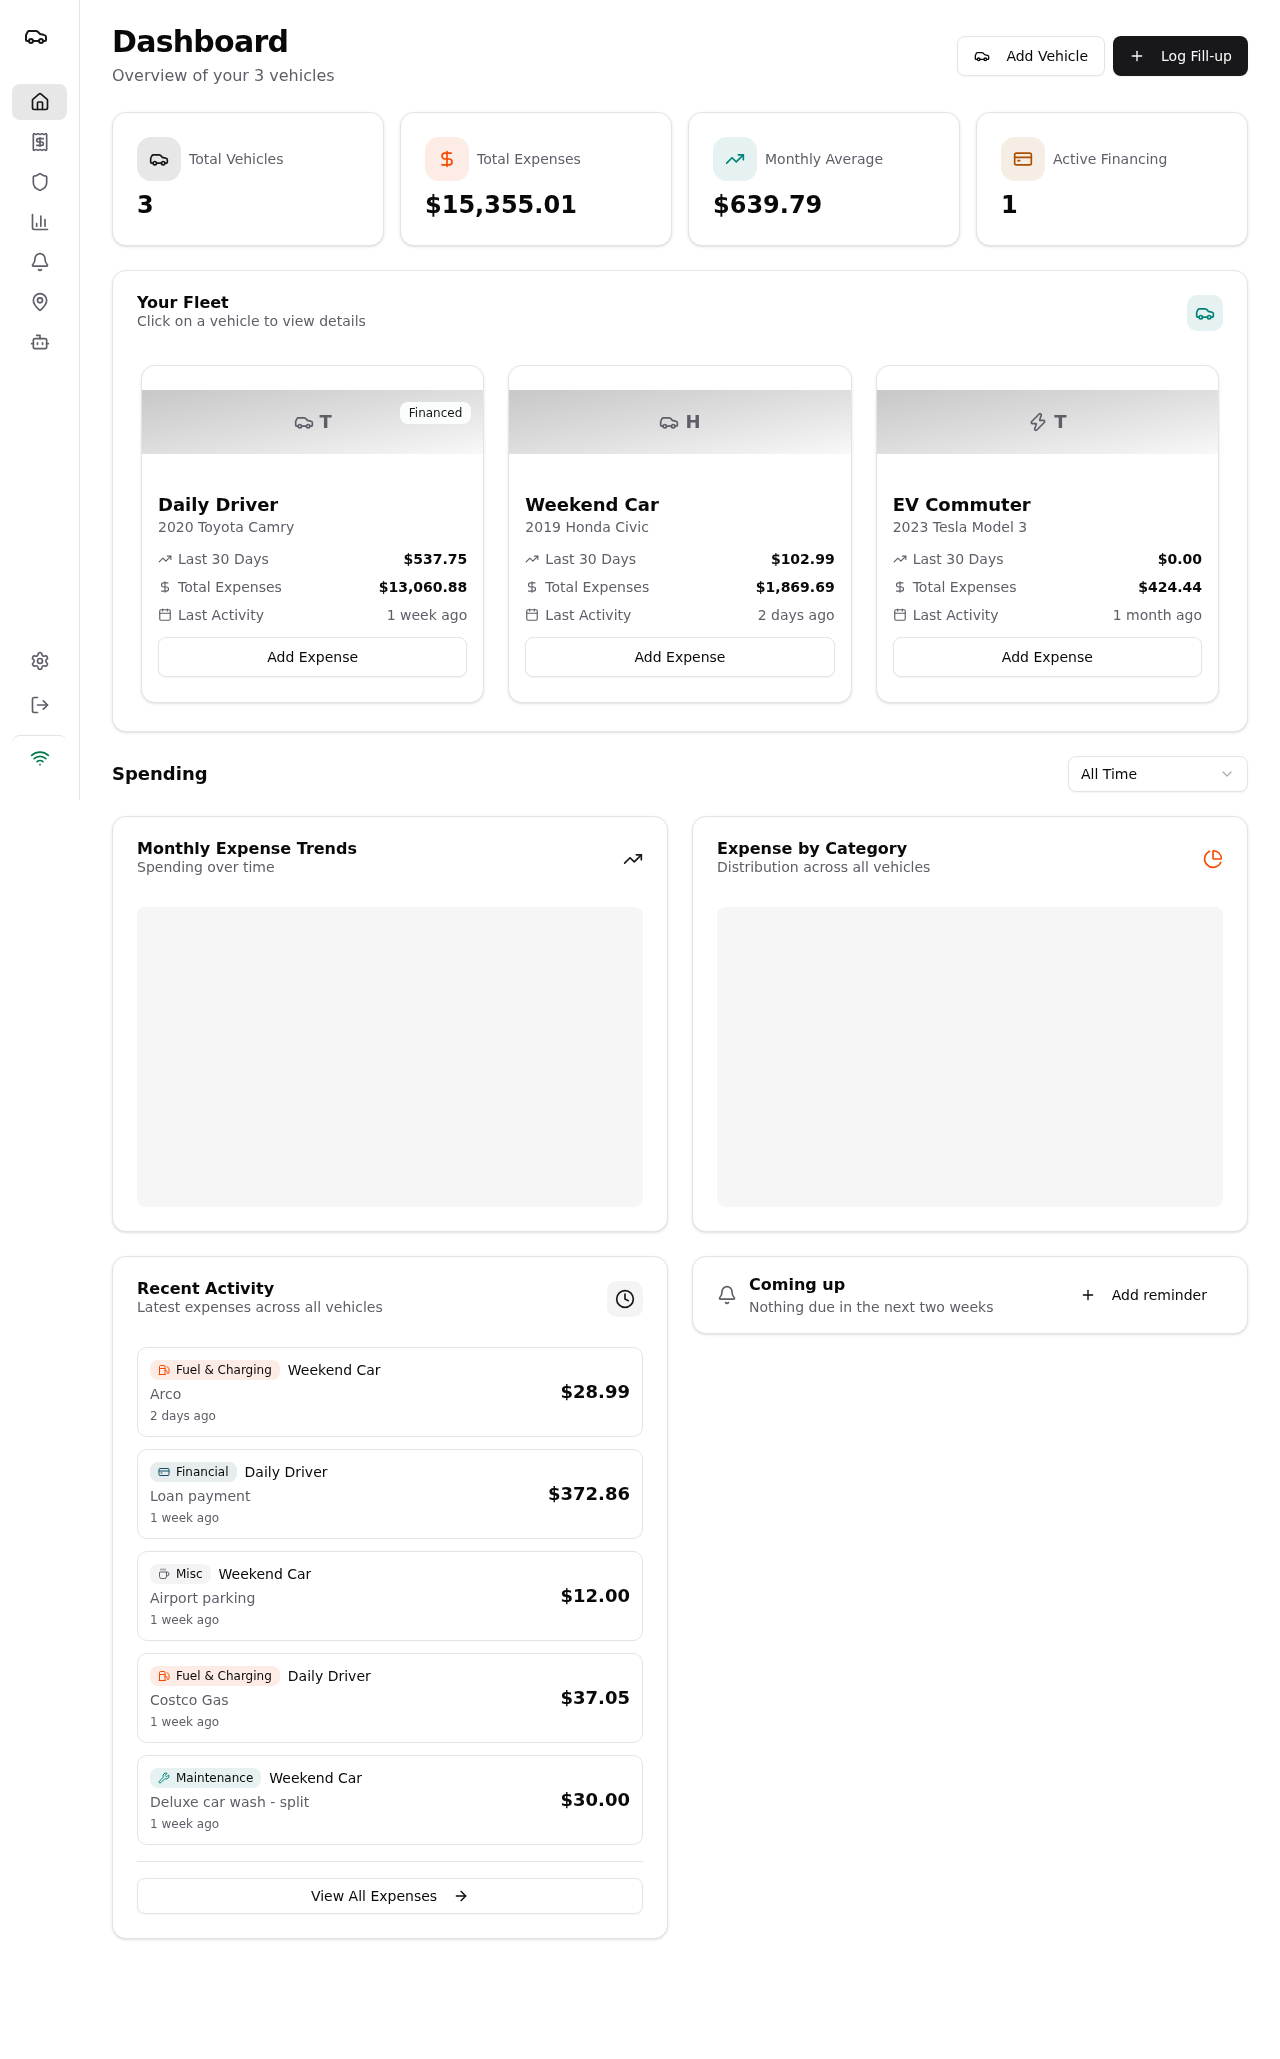 Dashboard
Overview of your 3 vehicles
Add Vehicle
Log Fill-up
Total Vehicles
3
Total Expenses
$15,355.01
Monthly Average
$639.79
Active Financing
1
Your Fleet
Click on a vehicle to view details
T
Financed
Daily Driver
2020 Toyota Camry
Last 30 Days $537.75
Total Expenses $13,060.88
Last Activity 1 week ago
Add Expense
H
Weekend Car
2019 Honda Civic
Last 30 Days $102.99
Total Expenses $1,869.69
Last Activity 2 days ago
Add Expense
T
EV Commuter
2023 Tesla Model 3
Last 30 Days $0.00
Total Expenses $424.44
Last Activity 1 month ago
Add Expense
Spending
All Time
Monthly Expense Trends
Spending over time
Expense by Category
Distribution across all vehicles
Recent Activity
Latest expenses across all vehicles
Fuel & Charging Weekend Car
Arco
2 days ago
$28.99
Financial Daily Driver
Loan payment
1 week ago
$372.86
Misc Weekend Car
Airport parking
1 week ago
$12.00
Fuel & Charging Daily Driver
Costco Gas
1 week ago
$37.05
Maintenance Weekend Car
Deluxe car wash - split
1 week ago
$30.00
View All Expenses
Coming up
Nothing due in the next two weeks
Add reminder